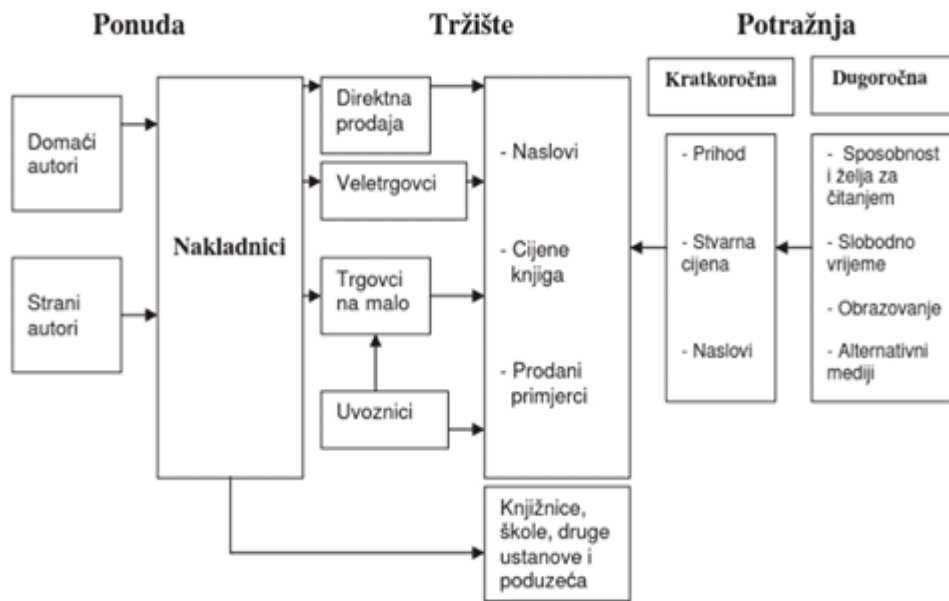 Ponuda
Tržište
Potražnja
Domaći
autori
Strani
autori
Nakladnici
Direktna
prodaja
Veletrgovci
Trgovci
na malo
Uvoznici
- Naslovi
- Cijene
knjiga
- Prodani
primjerci
Knjižnice,
škole, druge
ustanove i
poduzeća
Kratkoročna
- Prihod
- Stvarna
cijena
- Naslovi
Dugoročna
- Sposobnost
i želja za
čitanjem
- Slobodno
vrijeme
- Obrazovanje
- Alternativni
mediji